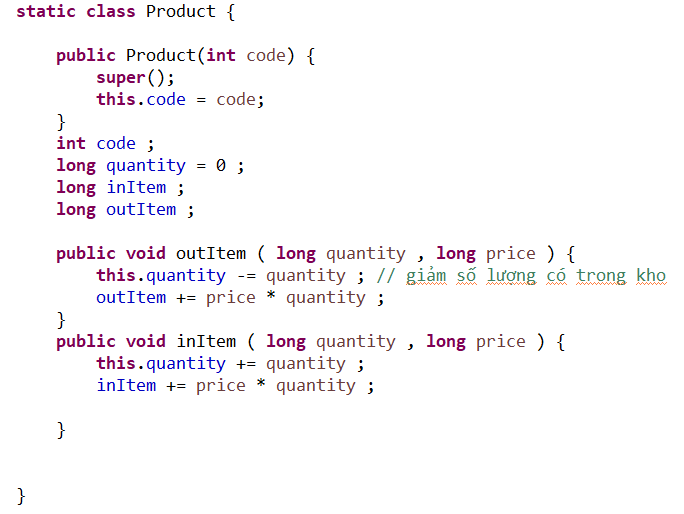 static class Product {
public Product(int code) {
super();
this.code = code;
}
int code ;
long quantity = 0 ;
long inItem ;
long outItem ;
public void outItem ( long quantity , long price ) {
this.quantity -= quantity ; // giảm số lượng có trong kho
outItem += price * quantity ;
}
public void inItem ( long quantity , long price ) {
this.quantity += quantity ;
inItem += price * quantity ;
}
}